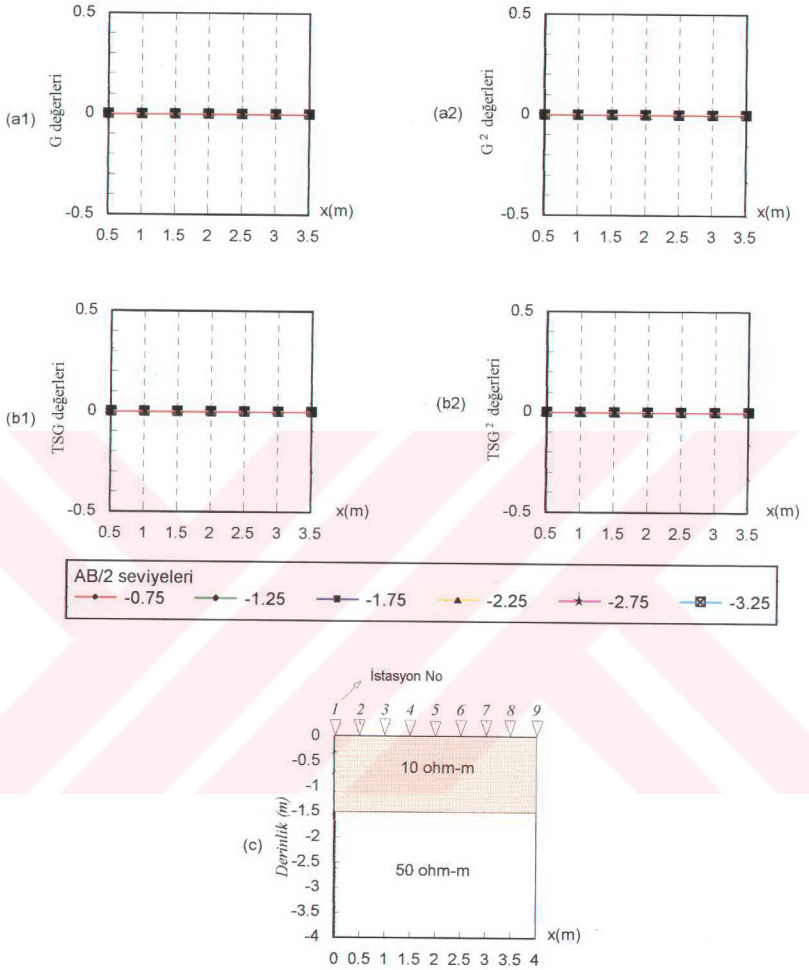 0.5
0
-0.5
G değerleri
(a1)
x(m)
0.5 1 1.5 2 2.5 3 3.5
0.5
0
-0.5
G 2 değerleri
(a2)
x(m)
0.5 1 1.5 2 2.5 3 3.5
0.5
0
-0.5
TSG değerleri
(b1)
x(m)
0.5 1 1.5 2 2.5 3 3.5
0.5
0
-0.5
TSG 2 değerleri
(b2)
x(m)
0.5 1 1.5 2 2.5 3 3.5
AB/2 seviyeleri
-0.75 -1.25 -1.75 -2.25 -2.75 -3.25
İstasyon No
1 2 3 4 5 6 7 8 9
0
-0.5
-1
-1.5
-2
-2.5
-3
-3.5
-4
Derinlik (m)
(c)
10 ohm-m
50 ohm-m
x(m)
0 0.5 1 1.5 2 2.5 3 3.5 4